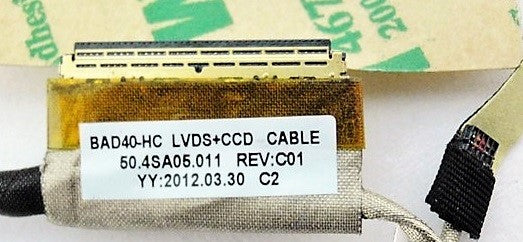 BAD40-HC LVDS+CCD CABLE
50.4SA05.011 REV:C01
YY:2012.03.30 C2